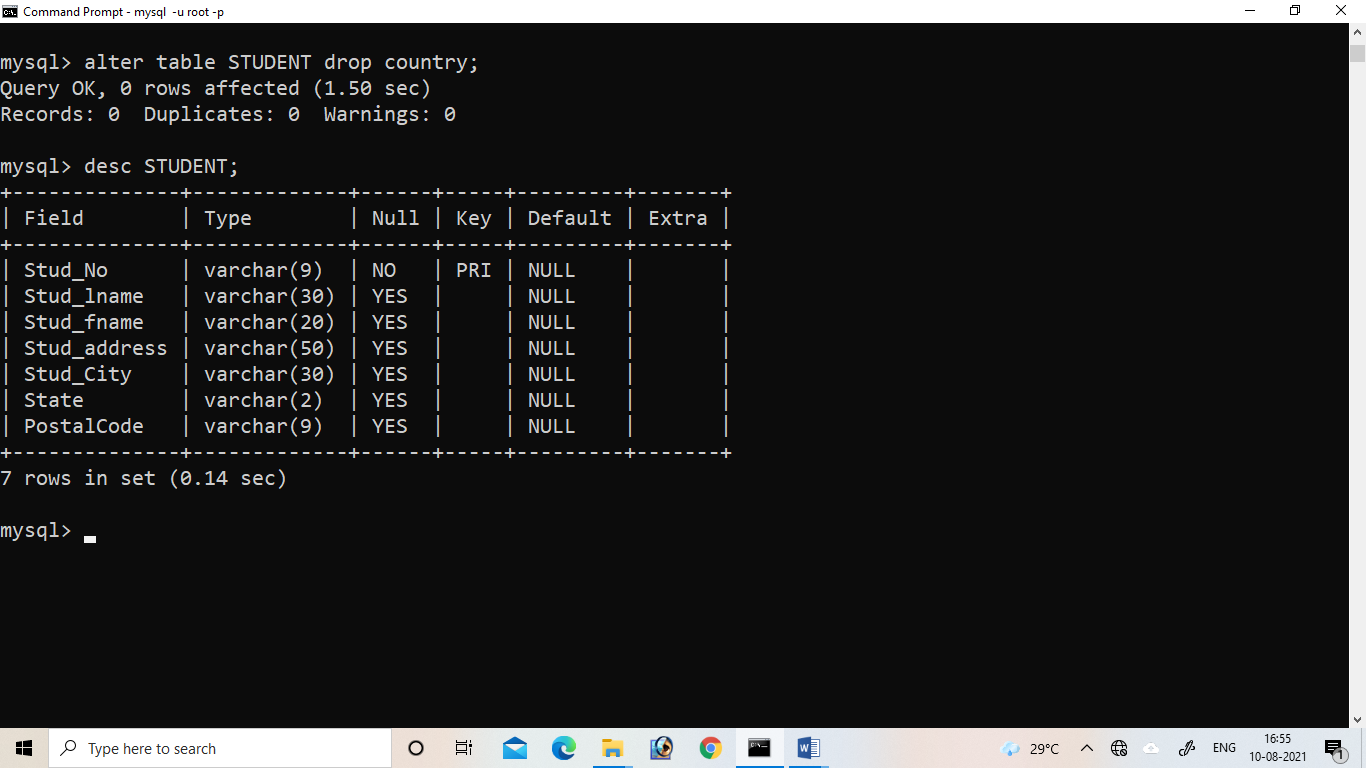 Command Prompt - mysql  -u root -p
mysql> alter table STUDENT drop country;
Query OK, 0 rows affected (1.50 sec)
Records: 0  Duplicates: 0  Warnings: 0
mysql> desc STUDENT;
+--------------+-------------+------+-----+---------+-------+
| Field        | Type        | Null | Key | Default | Extra |
+--------------+-------------+------+-----+---------+-------+
| Stud_No      | varchar(9)  | NO   | PRI | NULL    |       |
| Stud_lname   | varchar(30) | YES  |     | NULL    |       |
| Stud_fname   | varchar(20) | YES  |     | NULL    |       |
| Stud_address | varchar(50) | YES  |     | NULL    |       |
| Stud_City    | varchar(30) | YES  |     | NULL    |       |
| State        | varchar(2)  | YES  |     | NULL    |       |
| PostalCode   | varchar(9)  | YES  |     | NULL    |       |
+--------------+-------------+------+-----+---------+-------+
7 rows in set (0.14 sec)
mysql> _
Type here to search
29°C
ENG
16:55
10-08-2021
1